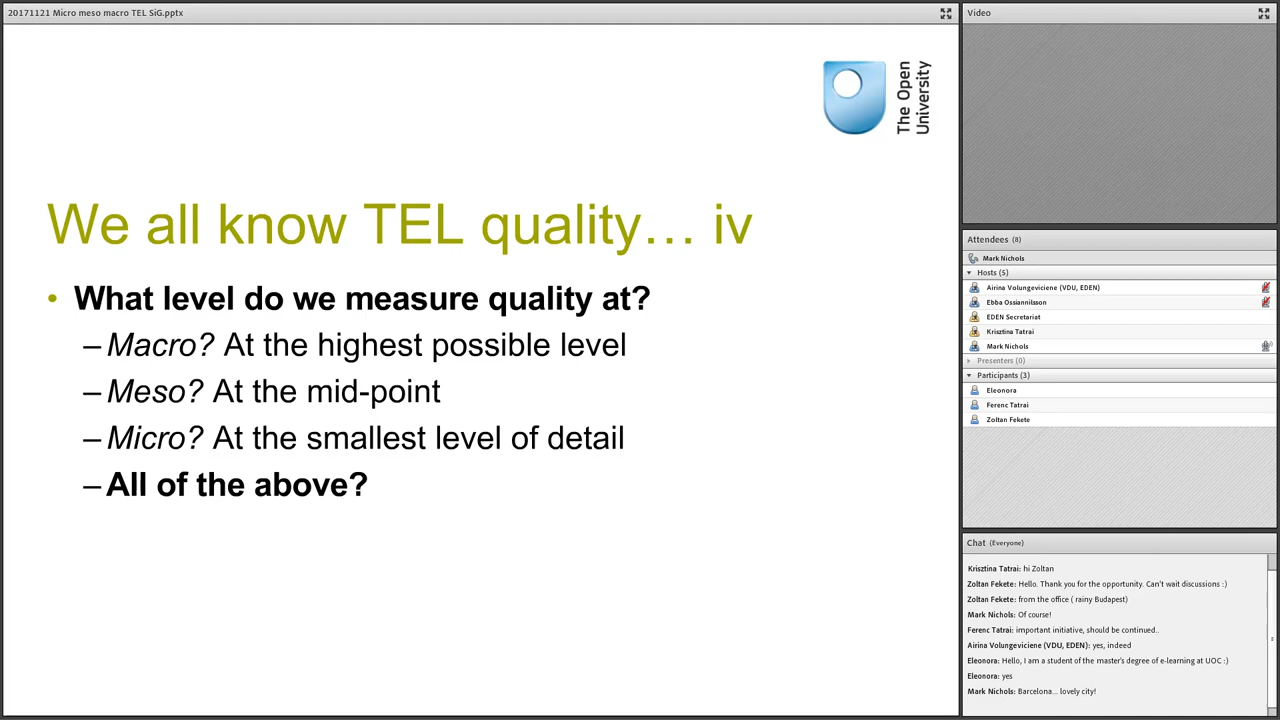 20171121 Micro meso macro TEL SiG.pptx
The Open
University
We all know TEL quality… iv
• What level do we measure quality at?
– Macro? At the highest possible level
– Meso? At the mid-point
– Micro? At the smallest level of detail
– All of the above?
Video
Attendees (8)
Mark Nichols
Hosts (5)
Airina Volungeviciene (VDU, EDEN)
Ebba Ossiannilsson
EDEN Secretariat
Krisztina Tatrai
Mark Nichols
Presenters (0)
Participants (3)
Eleonora
Ferenc Tatrai
Zoltan Fekete
Chat (Everyone)
Krisztina Tatrai: hi Zoltan
Zoltan Fekete: Hello. Thank you for the opportunity. Can't wait discussions :)
Zoltan Fekete: from the office ( rainy Budapest)
Mark Nichols: Of course!
Ferenc Tatrai: important initiative, should be continued..
Airina Volungeviciene (VDU, EDEN): yes, indeed
Eleonora: Hello, I am a student of the master's degree of e-learning at UOC :)
Eleonora: yes
Mark Nichols: Barcelona... lovely city!